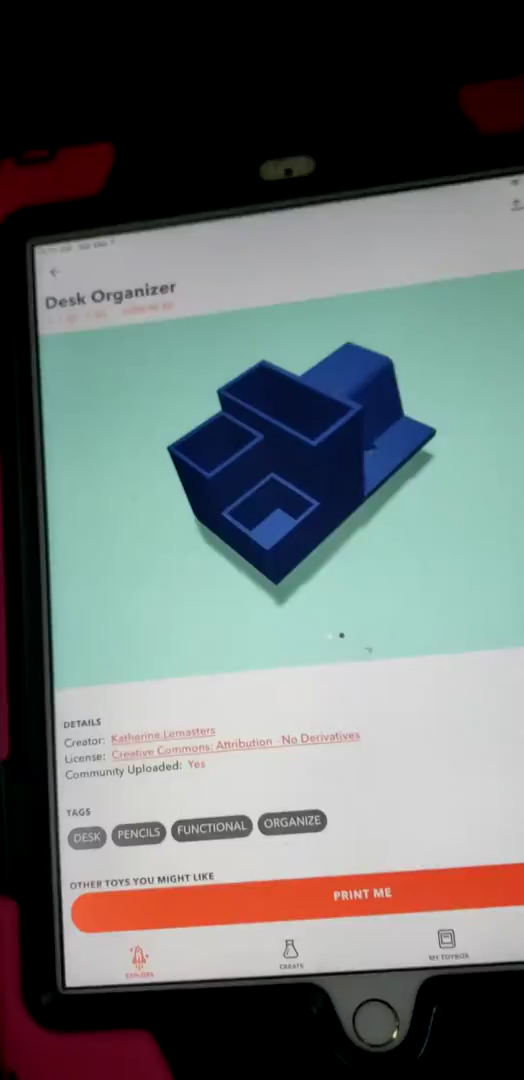 Desk Organizer
DETAILS
Creator: Katherine.Lemasters
License: Creative Commons: Attribution - No Derivatives
Community Uploaded: Yes
TAGS
DESK PENCILS FUNCTIONAL ORGANIZE
OTHER TOYS YOU MIGHT LIKE
PRINT ME
EXPLORE CREATE MY TOYBOX